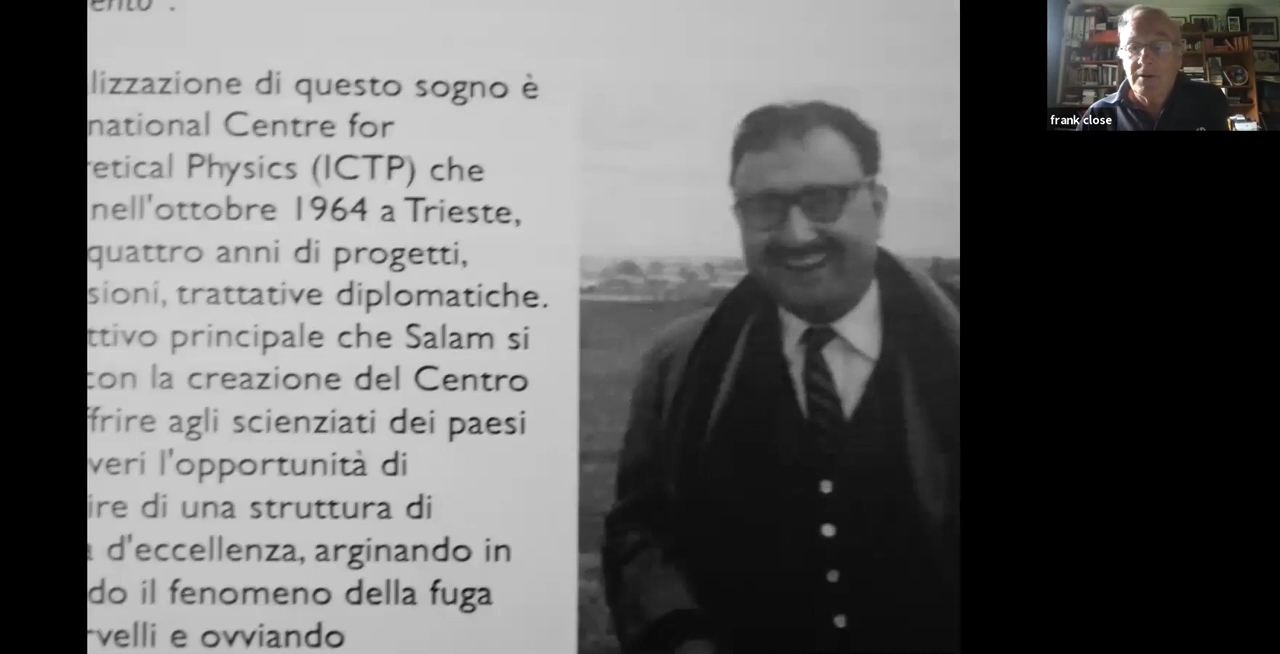 ento".
lizzazione di questo sogno è
national Centre for
retical Physics (ICTP) che
nell'ottobre 1964 a Trieste,
quattro anni di progetti,
sioni, trattative diplomatiche.
ttivo principale che Salam si
con la creazione del Centro
ffrire agli scienziati dei paesi
veri l'opportunità di
ire di una struttura di
d'eccellenza, arginando in
do il fenomeno della fuga
rvelli e ovviando
frank close